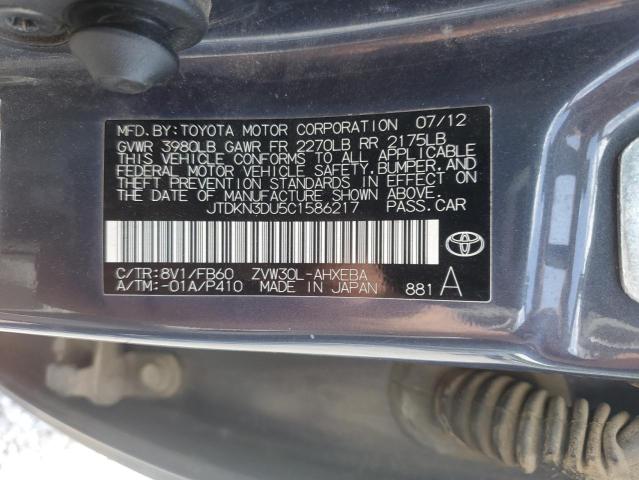 MFD.BY:TOYOTA MOTOR CORPORATION 07/12
GVWR 3980LB GAWR FR 2270LB RR 2175LB
THIS VEHICLE CONFORMS TO ALL APPLICABLE
FEDERAL MOTOR VEHICLE SAFETY, BUMPER, AND
THEFT PREVENTION STANDARDS IN EFFECT ON
THE DATE OF MANUFACTURE SHOWN ABOVE.
JTDKN3DU5C1586217 PASS.CAR
C/TR:8V1/FB60 ZVW30L-AHXEBA
A/TM:-01A/P410 MADE IN JAPAN 881 A